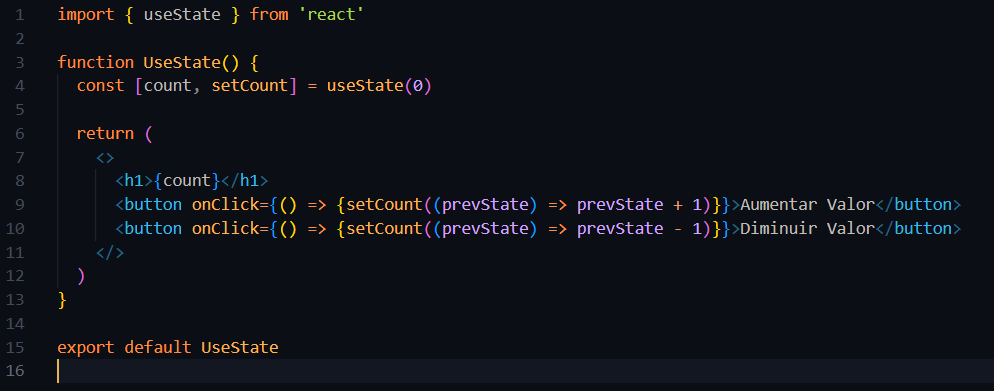 1 import { useState } from 'react'
2
3 function UseState() {
4 const [count, setCount] = useState(0)
5
6 return (
7 <>
8 <h1>{count}</h1>
9 <button onClick={() => {setCount((prevState) => prevState + 1)}}>Aumentar Valor</button>
10 <button onClick={() => {setCount((prevState) => prevState - 1)}}>Diminuir Valor</button>
11 </>
12 )
13 }
14
15 export default UseState
16